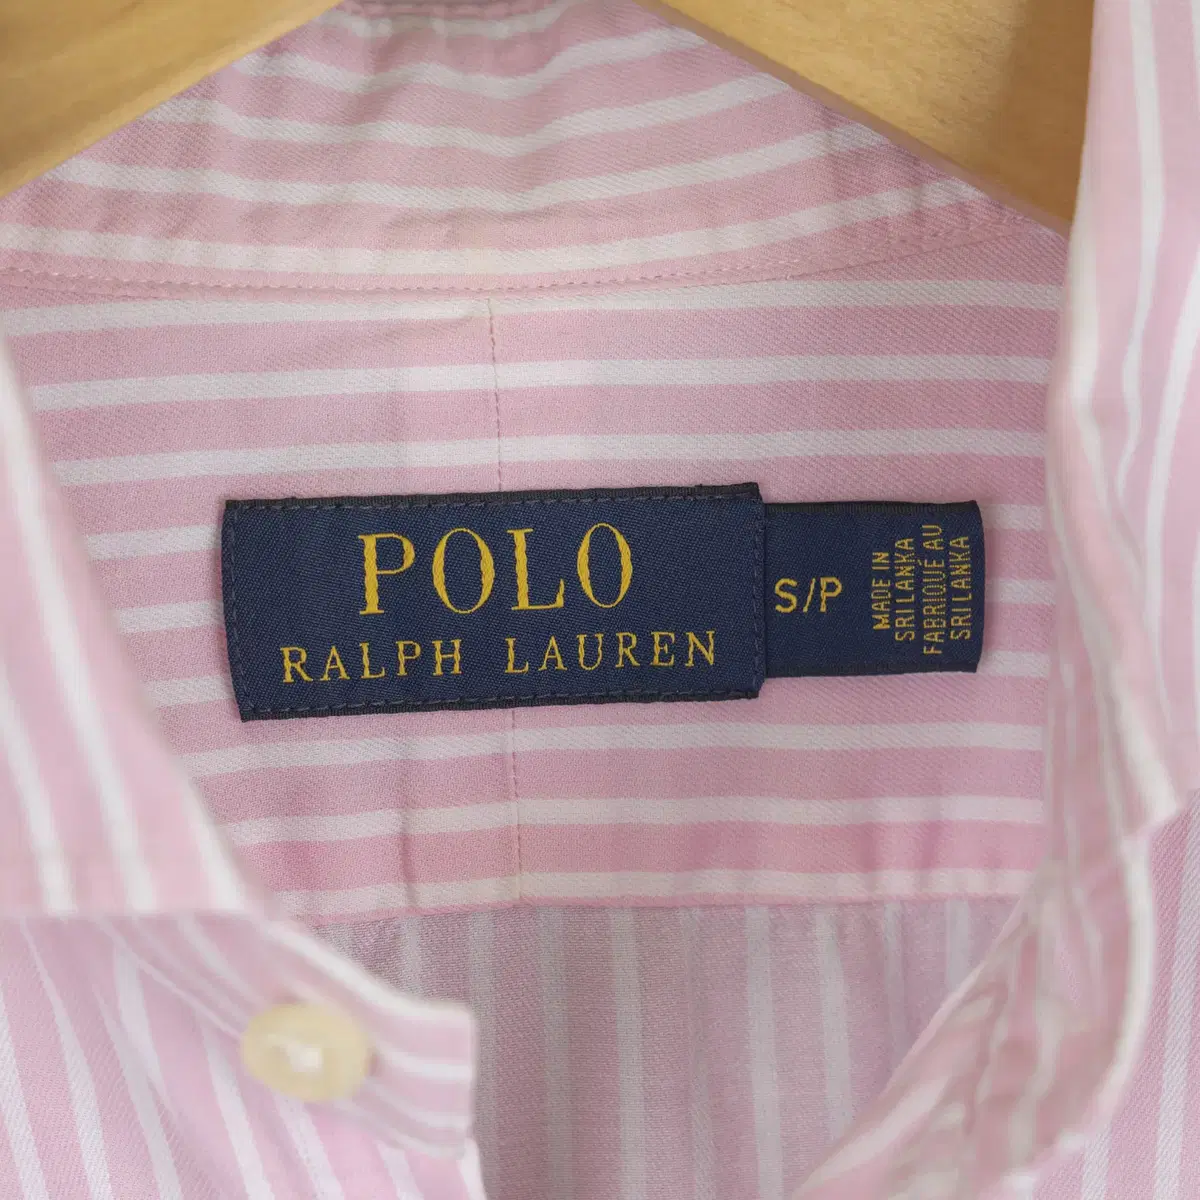 POLO
RALPH LAUREN
S/P
MADE IN
SRI LANKA
FABRIQUE AU
SRI LANKA